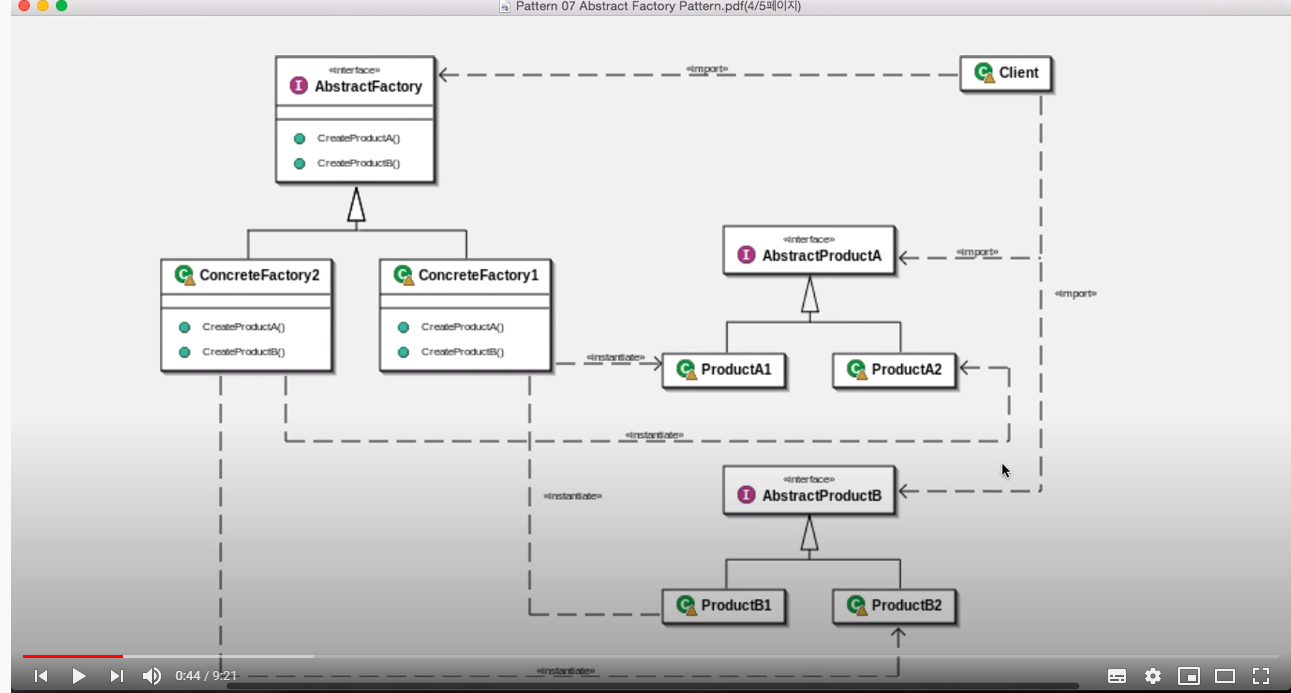 Pattern 07 Abstract Factory Pattern.pdf(4/5페이지)
«interface»
I AbstractFactory
CreateProductA()
CreateProductB()
«import»
C Client
C ConcreteFactory2
CreateProductA()
CreateProductB()
C ConcreteFactory1
CreateProductA()
CreateProductB()
«interface»
I AbstractProductA
«import»
«import»
«instantiate»
C ProductA1
C ProductA2
«instantiate»
«interface»
I AbstractProductB
«instantiate»
C ProductB1
C ProductB2
«instantiate»
0:44 / 9:21